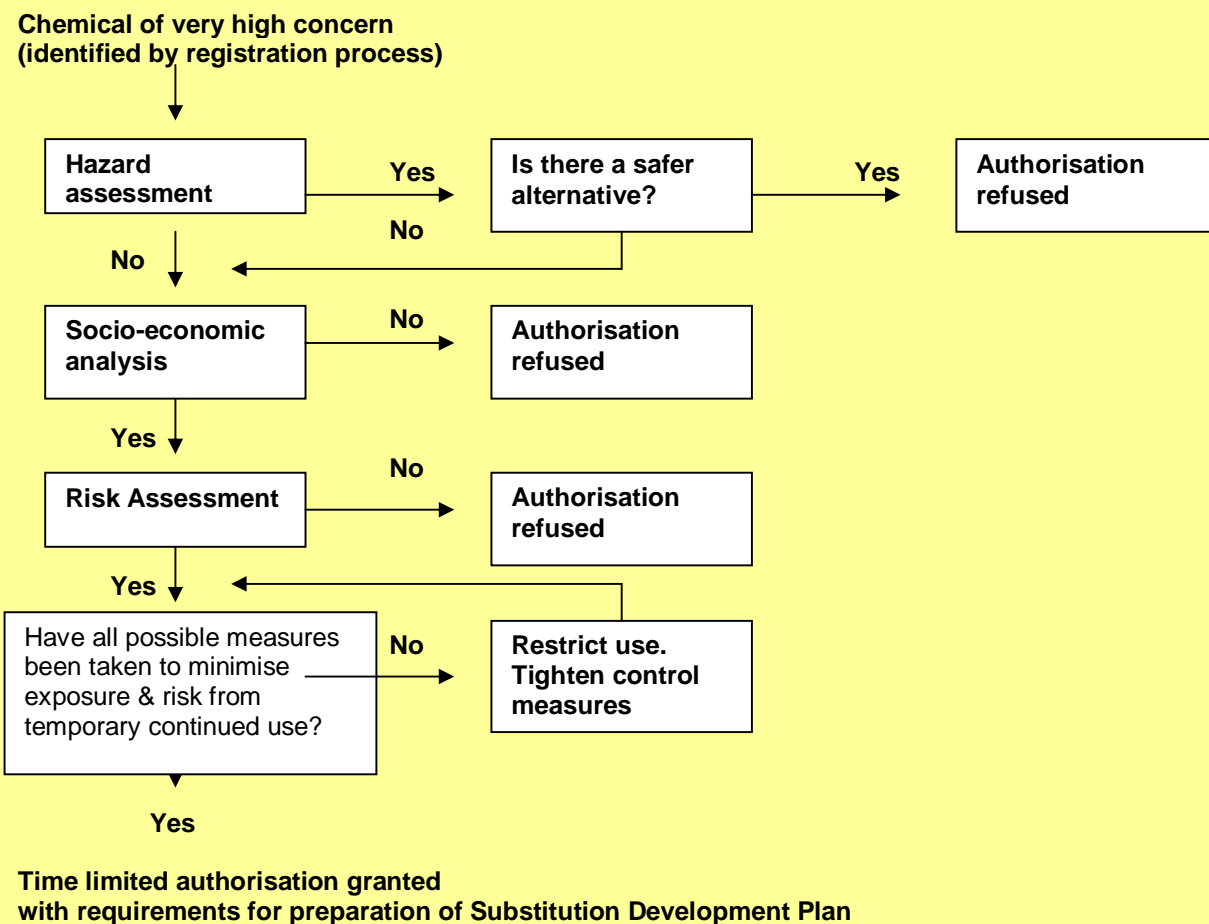 Chemical of very high concern
(identified by registration process)
Hazard
assessment
Yes
Is there a safer
alternative?
Yes
Authorisation
refused
No
No
Socio-economic
analysis
No
Authorisation
refused
Yes
Risk Assessment
No
Authorisation
refused
Yes
Have all possible measures
been taken to minimise
exposure & risk from
temporary continued use?
No
Restrict use.
Tighten control
measures
Yes
Time limited authorisation granted
with requirements for preparation of Substitution Development Plan